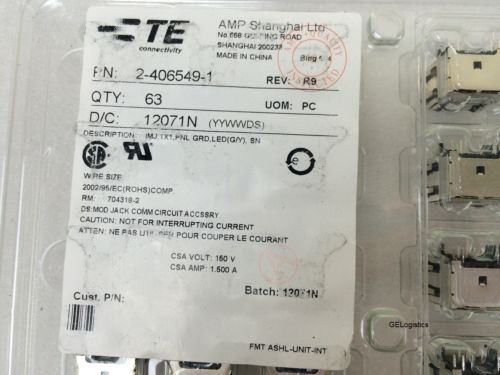 TE
connectivity
AMP Shanghai Ltd
No.668 ROAD
SHANGHAI 200233
MADE IN CHINA
P/N: 2-406549-1
REV: R9
QTY: 63
UOM: PC
D/C: 12071N (YYWWDS)
DESCRIPTION: IMJ,1X1,PNL GRD,LED(G/Y), SN
WIRE SIZE:
2002/95/EC(ROHS)COMP.
RM: 704318-2
DS:MOD JACK COMM CIRCUIT ACCSSRY
CAUTION: NOT FOR INTERRUPTING CURRENT
ATTEN: NE PAS POUR COUPER LE COURANT
CSA VOLT: 150 V
CSA AMP: 1.500 A
Cust. P/N:
Batch: 12071N
FMT ASHL-UNIT-INT
GELogistics